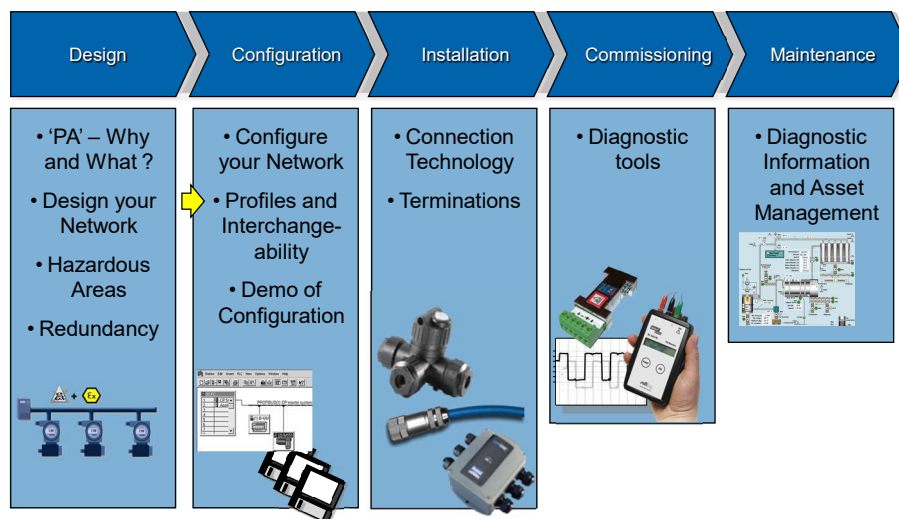 Design
Configuration
Installation
Commissioning
Maintenance
• 'PA' – Why
and What ?
• Design your
Network
• Hazardous
Areas
• Redundancy
Ex
• Configure
your Network
• Profiles and
Interchange-
ability
• Demo of
Configuration
• Connection
Technology
• Terminations
• Diagnostic
tools
• Diagnostic
Information
and Asset
Management